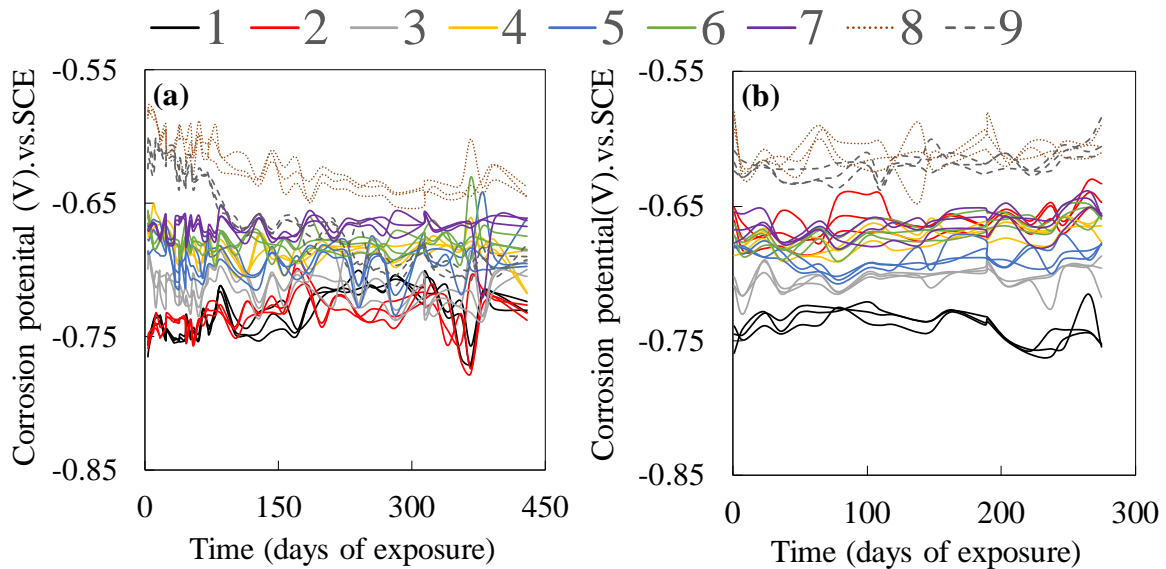 1 2 3 4 5 6 7 8 9
(a)
-0.55
-0.65
-0.75
-0.85
0 150 300 450
Corrosion potenital (V).vs.SCE
Time (days of exposure)
(b)
-0.55
-0.65
-0.75
-0.85
0 100 200 300
Corrosion potential(V).vs.SCE
Time (days of exposure)